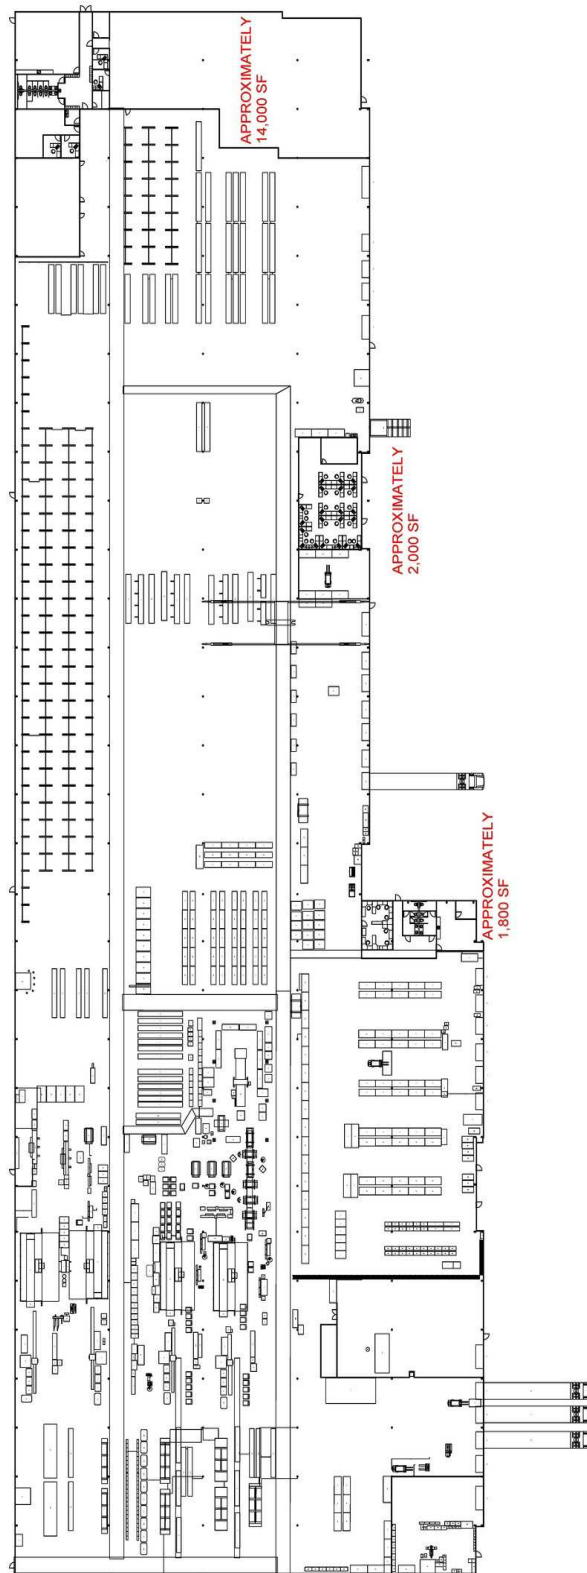 APPROXIMATELY
14,000 SF
APPROXIMATELY
2,000 SF
APPROXIMATELY
1,800 SF